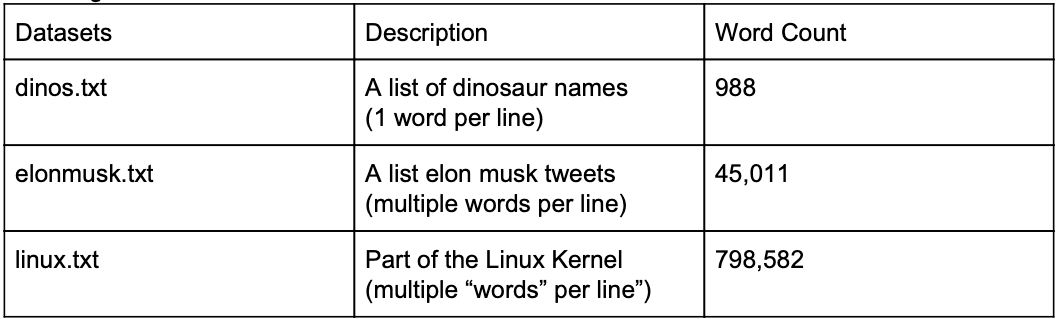 Datasets Description Word Count
dinos.txt A list of dinosaur names 988
(1 word per line)
elonmusk.txt A list elon musk tweets 45,011
(multiple words per line)
linux.txt Part of the Linux Kernel 798,582
(multiple “words” per line”)